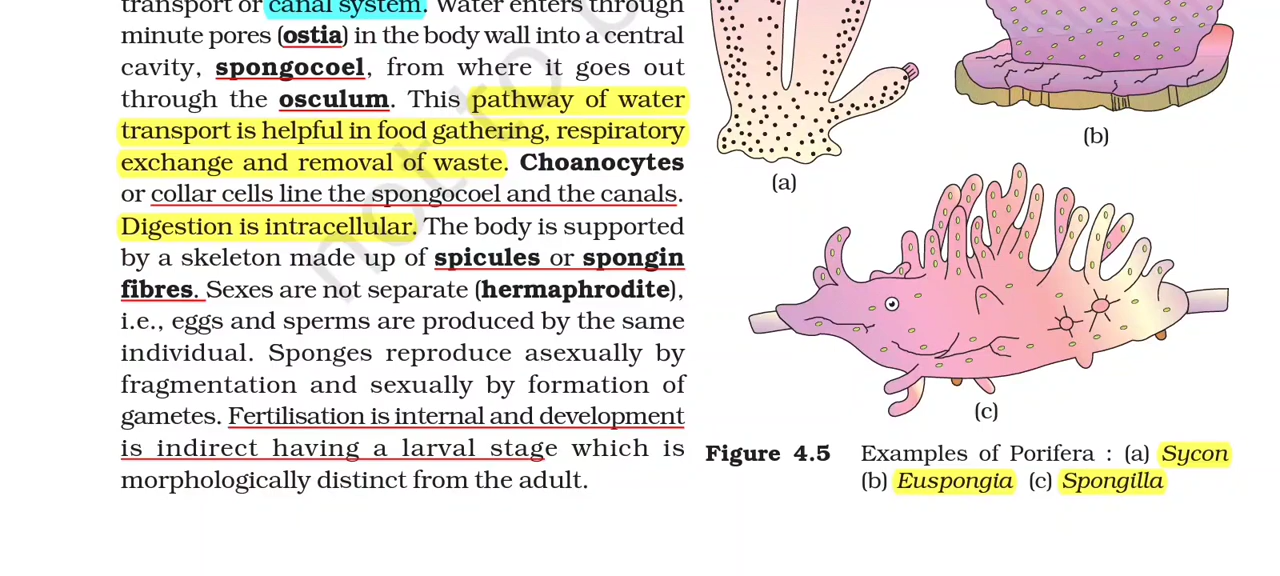 transport or canal system. Water enters through
minute pores (ostia) in the body wall into a central
cavity, spongocoel, from where it goes out
through the osculum. This pathway of water
transport is helpful in food gathering, respiratory
exchange and removal of waste. Choanocytes
or collar cells line the spongocoel and the canals.
Digestion is intracellular. The body is supported
by a skeleton made up of spicules or spongin
fibres. Sexes are not separate (hermaphrodite),
i.e., eggs and sperms are produced by the same
individual. Sponges reproduce asexually by
fragmentation and sexually by formation of
gametes. Fertilisation is internal and development
is indirect having a larval stage which is
morphologically distinct from the adult.
(a)
(b)
(c)
Figure 4.5 Examples of Porifera : (a) Sycon
(b) Euspongia (c) Spongilla
not to